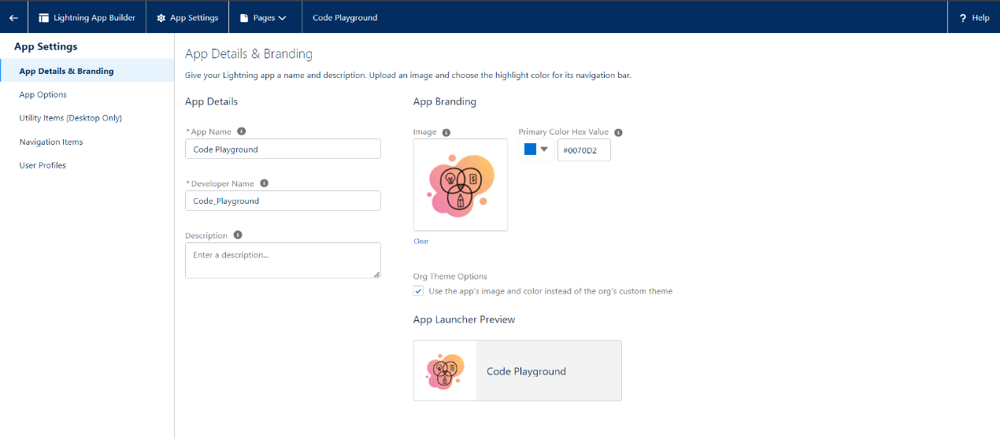 Lightning App Builder
App Settings
Pages
Code Playground
? Help
App Settings
App Details & Branding
App Options
Utility Items (Desktop Only)
Navigation Items
User Profiles
App Details & Branding
Give your Lightning app a name and description. Upload an image and choose the highlight color for its navigation bar.
App Details
* App Name
Code Playground
* Developer Name
Code_Playground
Description
Enter a description...
App Branding
Image
Clear
Primary Color Hex Value
#0070D2
Org Theme Options
Use the app's image and color instead of the org's custom theme
App Launcher Preview
Code Playground